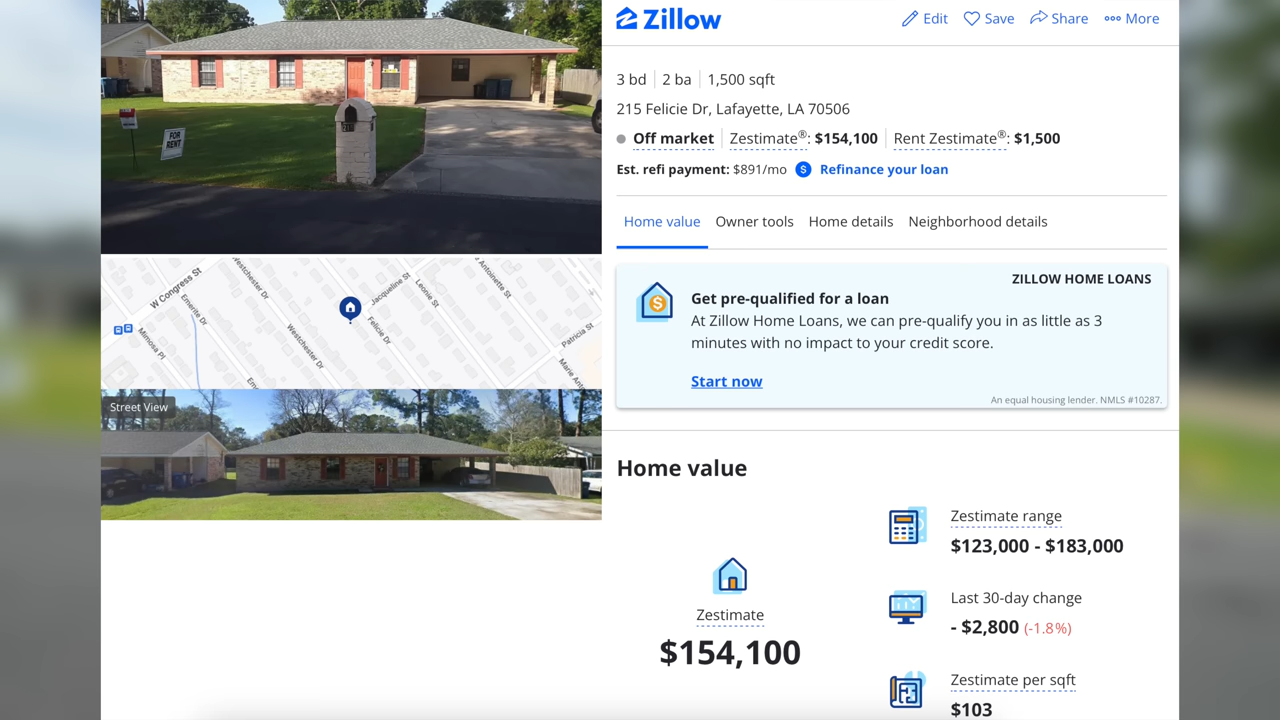 Zillow
Edit
Save
Share
More
3 bd
2 ba
1,500 sqft
215 Felicie Dr, Lafayette, LA 70506
Off market
Zestimate®: $154,100
Rent Zestimate®: $1,500
Est. refi payment: $891/mo
$
Refinance your loan
Home value
Owner tools
Home details
Neighborhood details
ZILLOW HOME LOANS
$
Get pre-qualified for a loan
At Zillow Home Loans, we can pre-qualify you in as little as 3
minutes with no impact to your credit score.
Start now
An equal housing lender. NMLS #10287.
Home value
Zestimate
$154,100
Zestimate range
$123,000 - $183,000
Last 30-day change
- $2,800 (-1.8%)
Zestimate per sqft
$103
FOR
RENT
W Congress St
Westchester Dr
Emerite Dr
Mimosa Pl
Westchester Dr
Jacqueline St
Leonie St
Felicie Dr
Antoinette St
Patricia St
Marie Ant
Street View